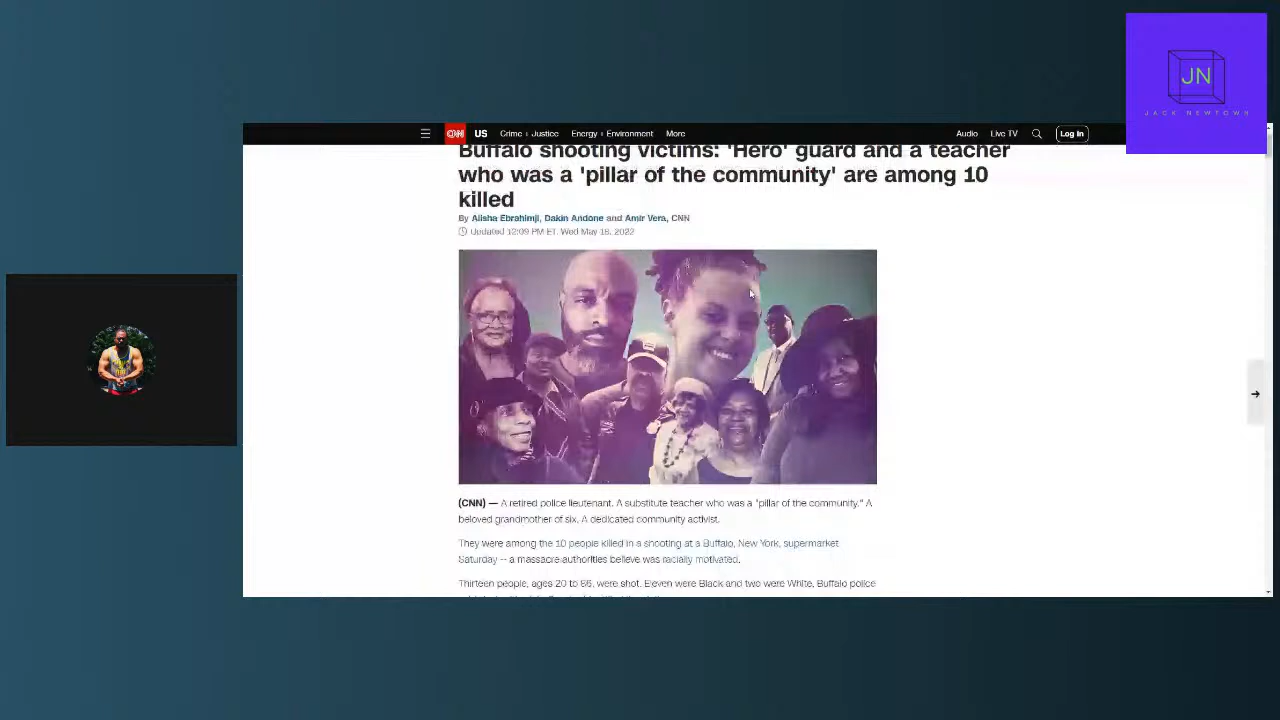 JN
JACK NEWTOWN
CNN US Crime + Justice Energy + Environment More Audio Live TV Log In
Buffalo shooting victims: 'Hero' guard and a teacher
who was a 'pillar of the community' are among 10
killed
By Alisha Ebrahimji, Dakin Andone and Amir Vera, CNN
Updated 12:09 PM ET, Wed May 18, 2022
(CNN) — A retired police lieutenant. A substitute teacher who was a "pillar of the community." A
beloved grandmother of six. A dedicated community activist.
They were among the 10 people killed in a shooting at a Buffalo, New York, supermarket
Saturday -- a massacre authorities believe was racially motivated.
Thirteen people, ages 20 to 86, were shot. Eleven were Black and two were White, Buffalo police